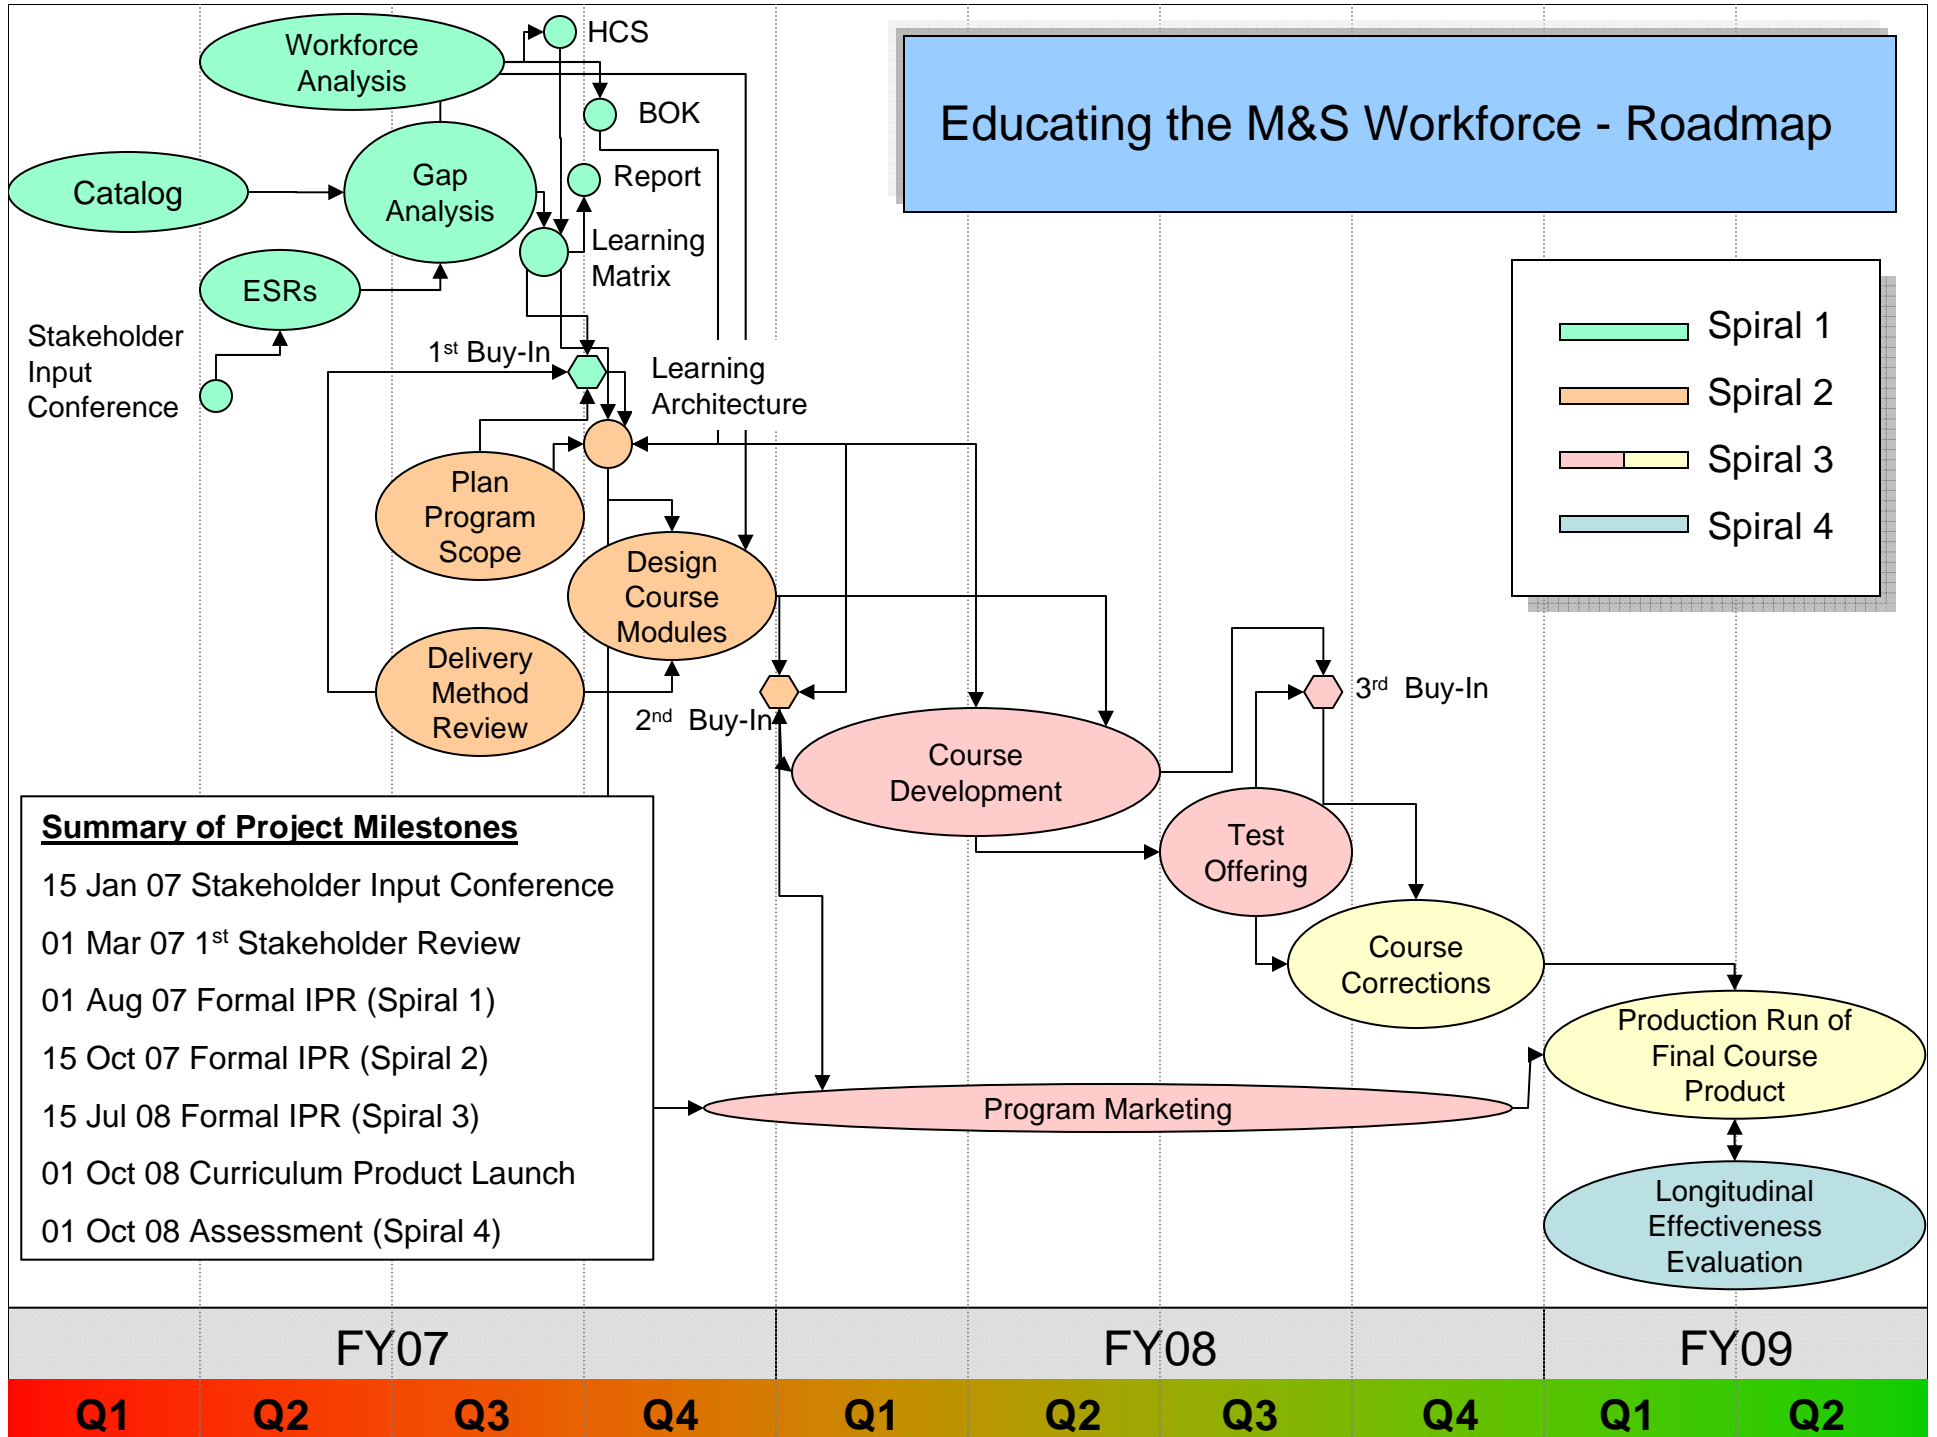 Workforce
Analysis
HCS
BOK
Educating the M&S Workforce - Roadmap
Catalog
Gap
Analysis
Report
Learning
Matrix
ESRs
Stakeholder
Input
Conference
1st Buy-In
Learning
Architecture
Spiral 1
Spiral 2
Spiral 3
Spiral 4
Plan
Program
Scope
Design
Course
Modules
Delivery
Method
Review
2nd Buy-In
3rd Buy-In
Course
Development
Test
Offering
Course
Corrections
Production Run of
Final Course
Product
Program Marketing
Longitudinal
Effectiveness
Evaluation
Summary of Project Milestones
15 Jan 07 Stakeholder Input Conference
01 Mar 07 1st Stakeholder Review
01 Aug 07 Formal IPR (Spiral 1)
15 Oct 07 Formal IPR (Spiral 2)
15 Jul 08 Formal IPR (Spiral 3)
01 Oct 08 Curriculum Product Launch
01 Oct 08 Assessment (Spiral 4)
FY07 FY08 FY09
Q1 Q2 Q3 Q4 Q1 Q2 Q3 Q4 Q1 Q2